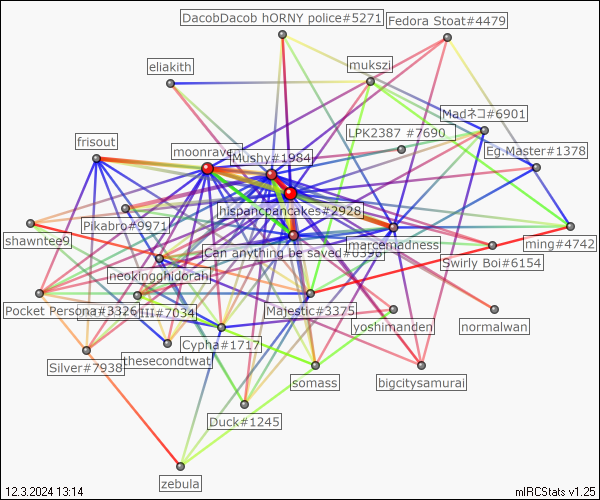 DacobDacob hORNY police#5271
Fedora Stoat#4479
eliakith
mukszi
Madネコ#6901
LPK2387 #7690
frisout
moonrave
Mushy#1984
Eg.Master#1378
hispancpancakes#2928
Pikabro#9971
shawntee9
Can anything be saved#0398
marcemadness
ming#4742
Swirly Boi#6154
neokingghidorah
Pocket Persona#3326
III#7034
Majestic#3375
yoshimanden
normalwan
Cypha#1717
thesecondtwat
Silver#7938
somass
bigcitysamurai
Duck#1245
zebula
12.3.2024 13:14
mIRCStats v1.25